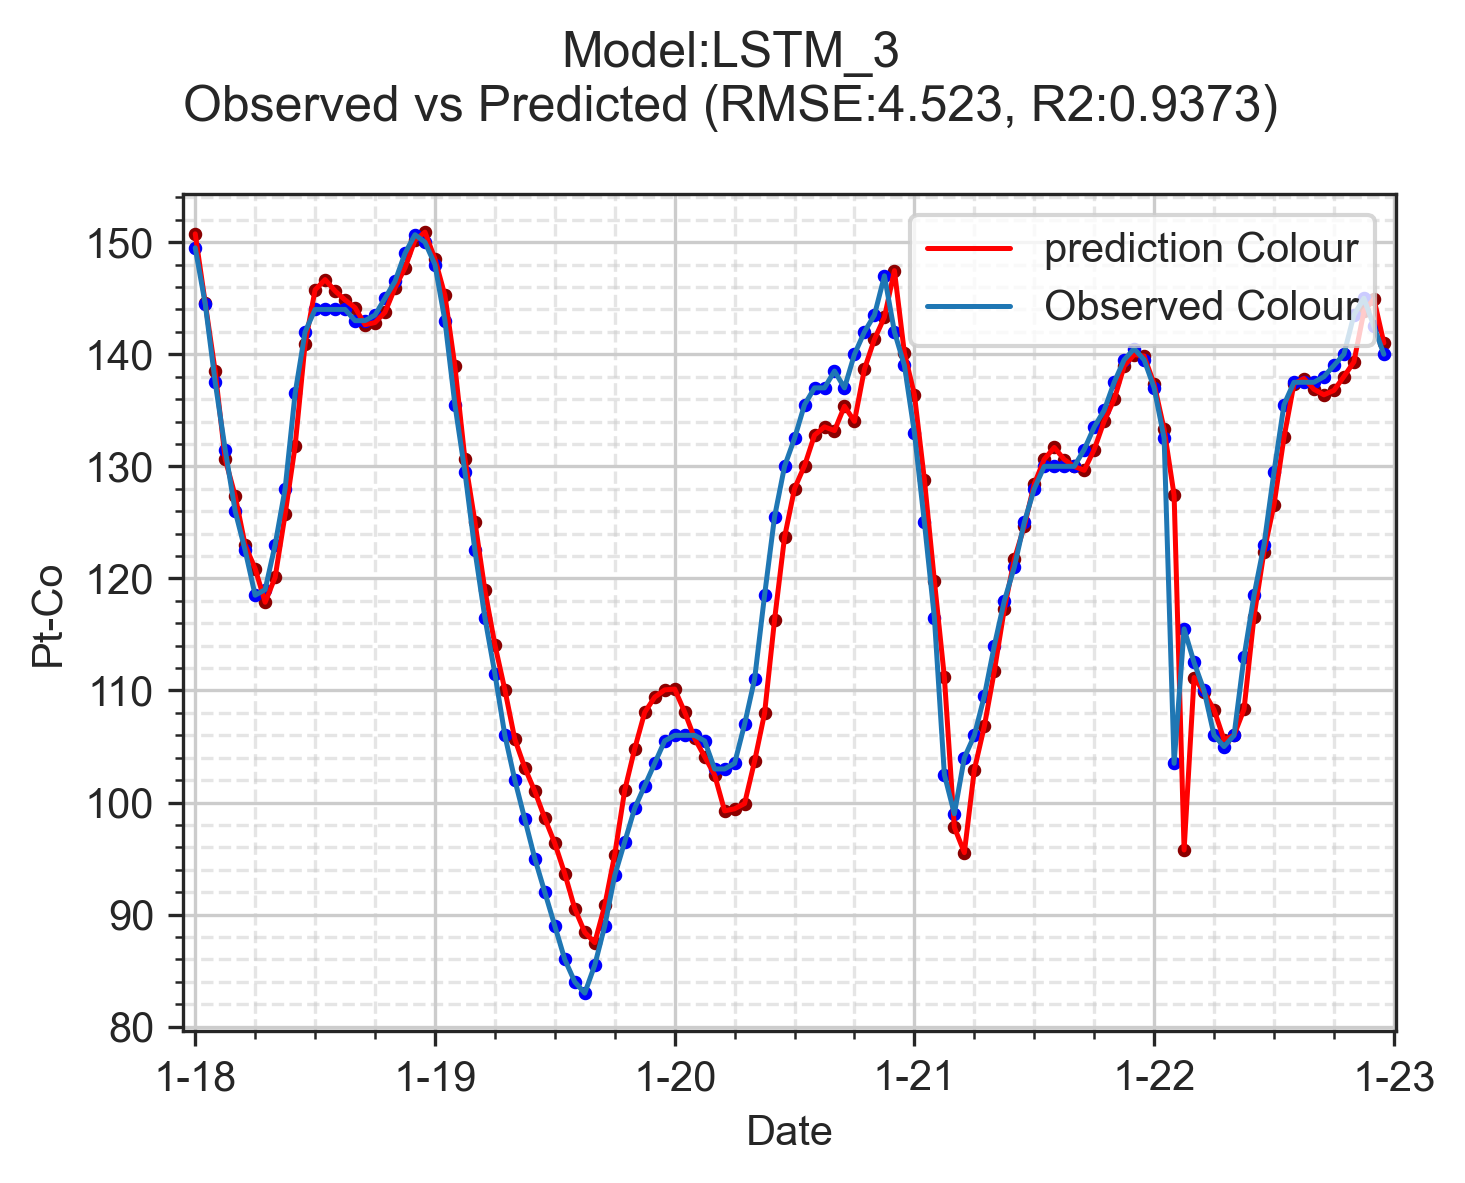 Model:LSTM_3
Observed vs Predicted (RMSE:4.523, R2:0.9373)
prediction Colour
Observed Colour
150
140
130
120
110
100
90
80
Pt-Co
1-18
1-19
1-20
1-21
1-22
1-23
Date